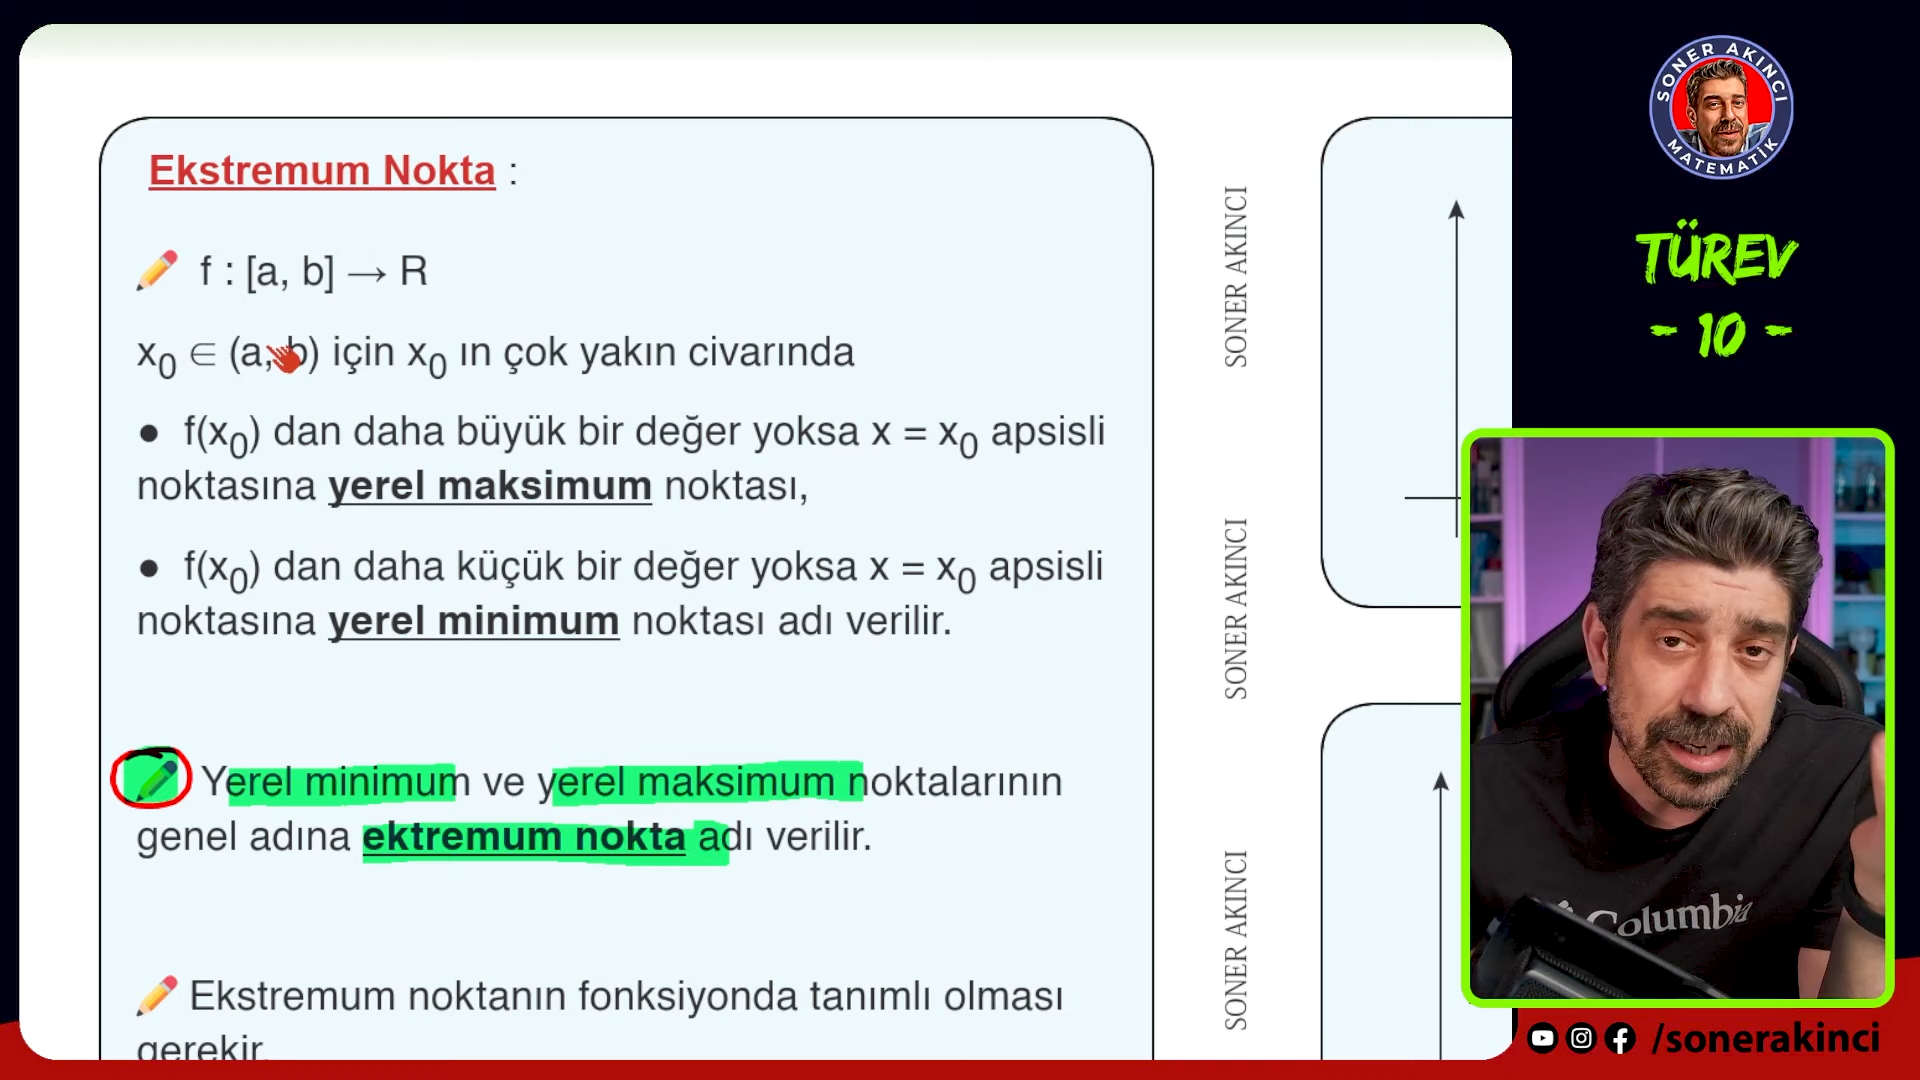 Ekstremum Nokta :
f : [a, b] → R
x₀ ∈ (a, b) için x₀ ın çok yakın civarında
● f(x₀) dan daha büyük bir değer yoksa x = x₀ apsisli
noktasına yerel maksimum noktası,
● f(x₀) dan daha küçük bir değer yoksa x = x₀ apsisli
noktasına yerel minimum noktası adı verilir.
Yerel minimum ve yerel maksimum noktalarının
genel adına ektremum nokta adı verilir.
Ekstremum noktanın fonksiyonda tanımlı olması
gerekir.
SONER AKINCI
SONER AKINCI
SONER AKINCI
SONER AKINCI
MATEMATİK
TÜREV
- 10 -
Columbia
/sonerakinci